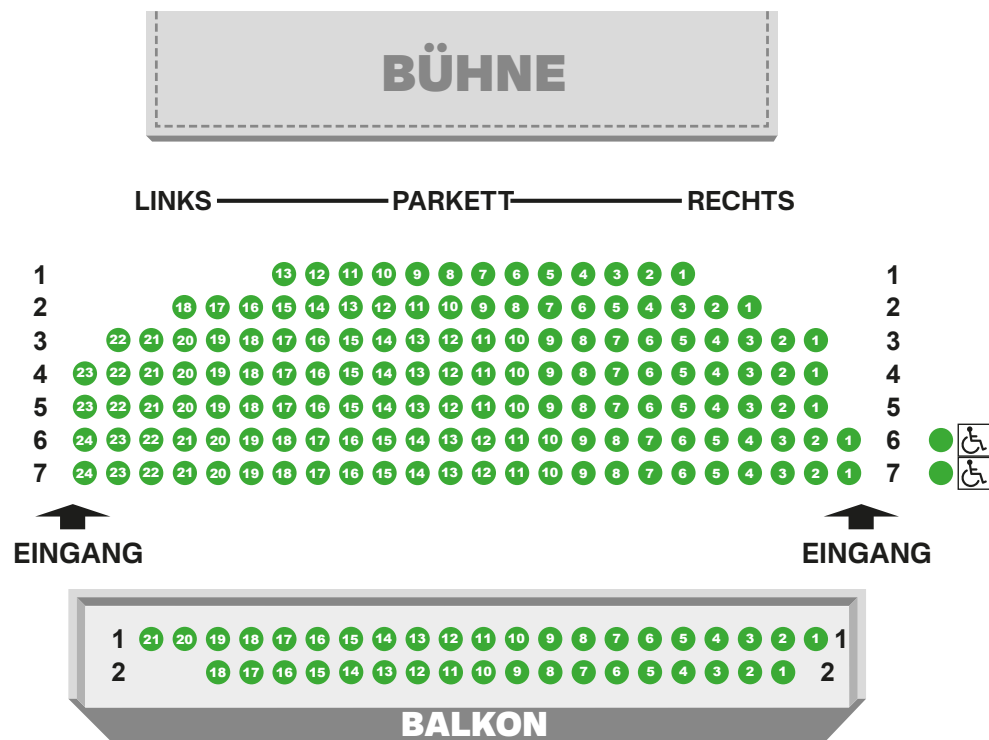 BÜHNE
LINKS PARKETT RECHTS
1 13 12 11 10 9 8 7 6 5 4 3 2 1 1
2 18 17 16 15 14 13 12 11 10 9 8 7 6 5 4 3 2 1 2
3 22 21 20 19 18 17 16 15 14 13 12 11 10 9 8 7 6 5 4 3 2 1 3
4 23 22 21 20 19 18 17 16 15 14 13 12 11 10 9 8 7 6 5 4 3 2 1 4
5 23 22 21 20 19 18 17 16 15 14 13 12 11 10 9 8 7 6 5 4 3 2 1 5
6 24 23 22 21 20 19 18 17 16 15 14 13 12 11 10 9 8 7 6 5 4 3 2 1 6
7 24 23 22 21 20 19 18 17 16 15 14 13 12 11 10 9 8 7 6 5 4 3 2 1 7
EINGANG EINGANG
1 21 20 19 18 17 16 15 14 13 12 11 10 9 8 7 6 5 4 3 2 1 1
2 18 17 16 15 14 13 12 11 10 9 8 7 6 5 4 3 2 1 2
BALKON